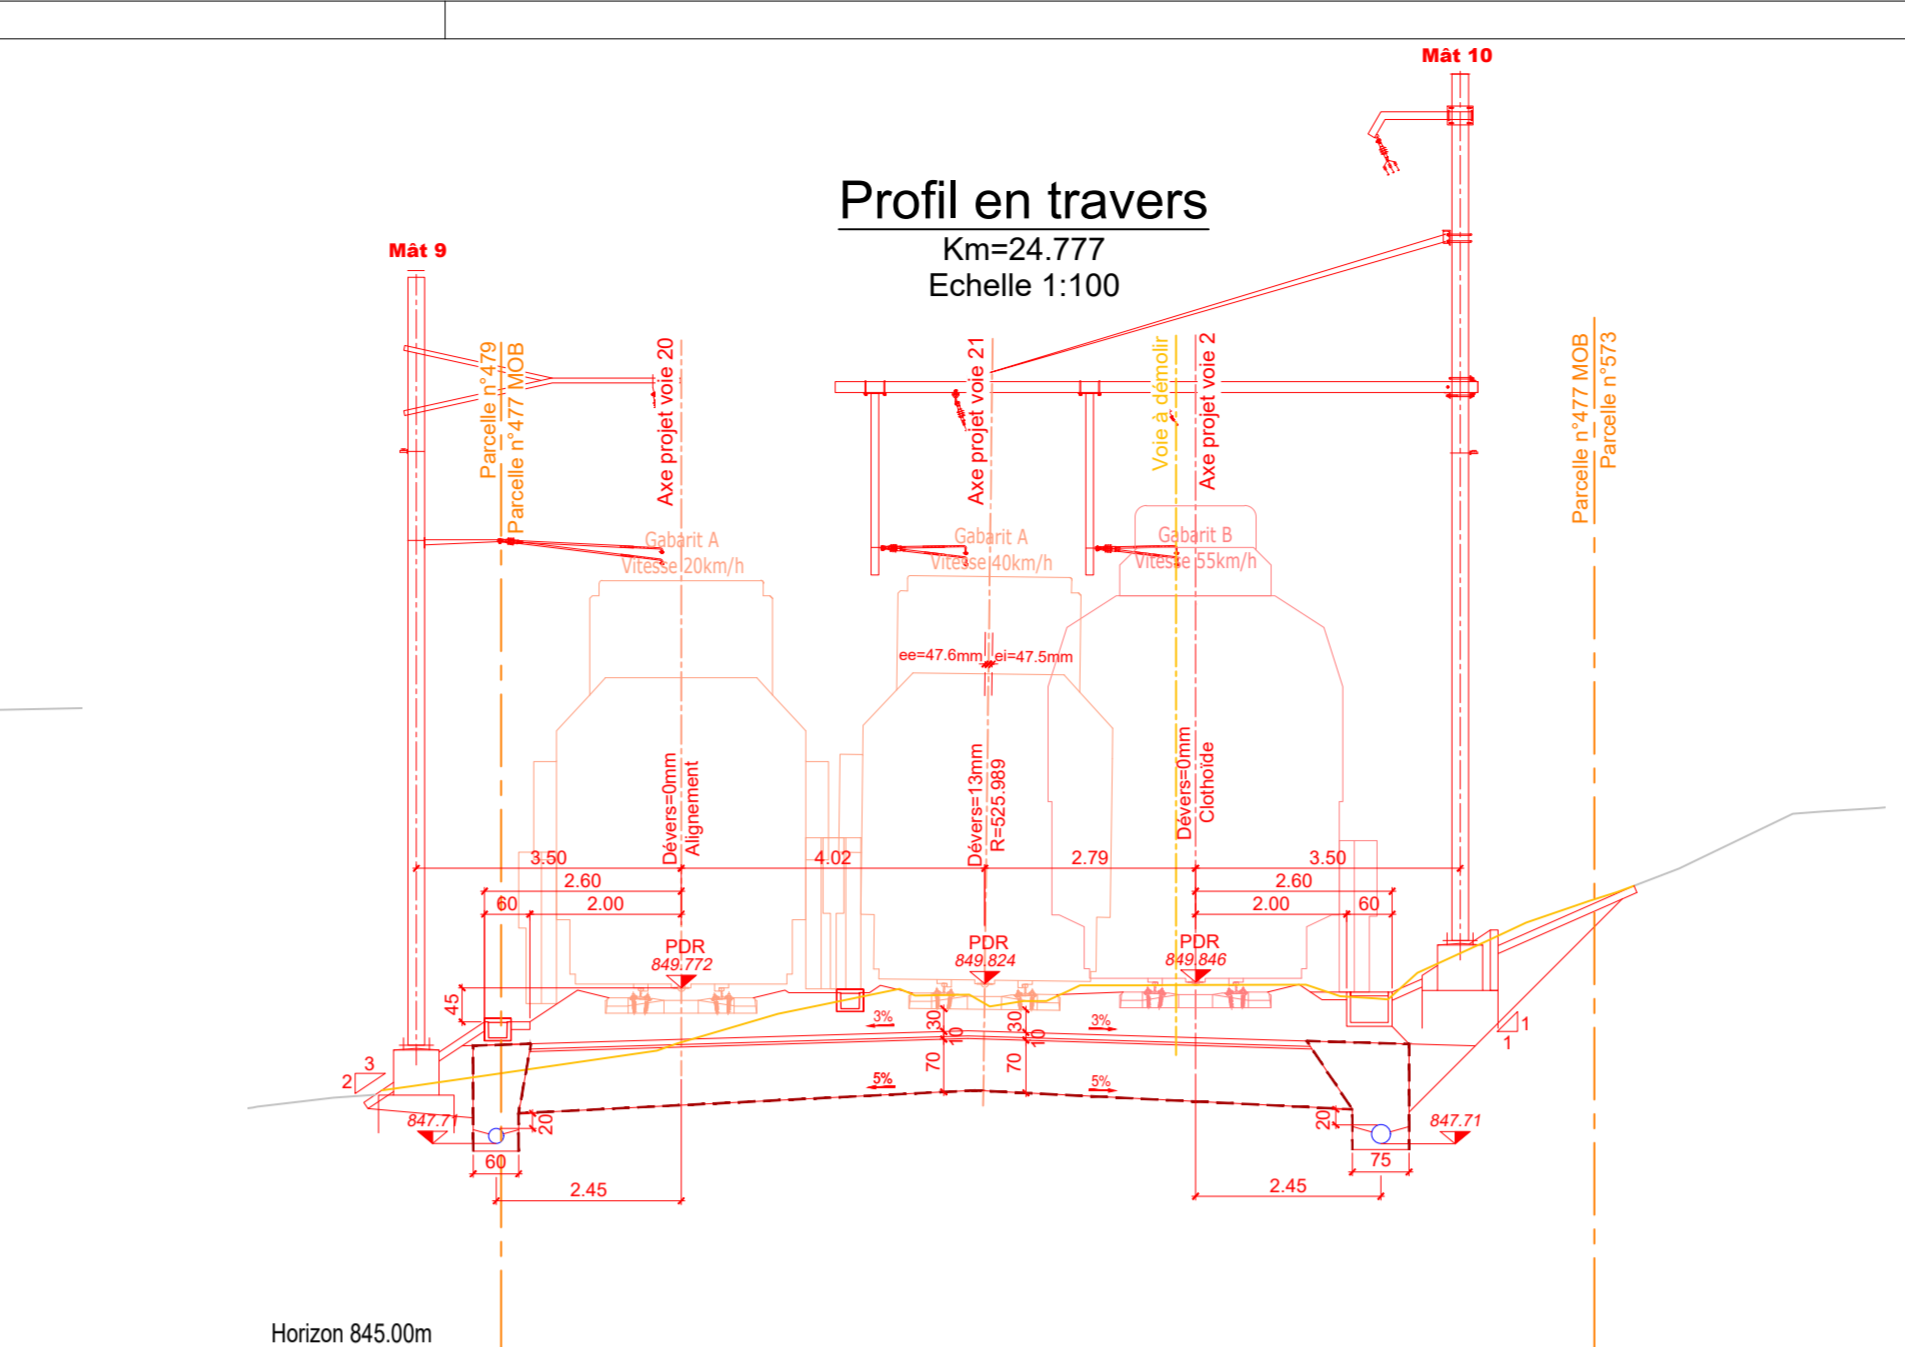 Mât 10
Profil en travers
Km=24.777
Echelle 1:100
Mât 9
Parcelle n°479
Parcelle n°477 MOB
Axe projet voie 20
Axe projet voie 21
Voie à démolir
Axe projet voie 2
Parcelle n°477 MOB
Parcelle n°573
Gabarit A
Vitesse 20km/h
Gabarit A
Vitesse 40km/h
Gabarit B
Vitesse 55km/h
ee=47.6mm
ei=47.5mm
Dévers=0mm
Alignement
Dévers=13mm
R=525.989
Dévers=0mm
Clothoïde
3.50
4.02
2.79
3.50
2.60
2.60
60
2.00
2.00
60
PDR
849.772
PDR
849.824
PDR
849.846
45
3%
30
10
30
10
3%
1
1
3
2
70
70
5%
5%
847.71
20
20
847.71
60
75
2.45
2.45
Horizon 845.00m